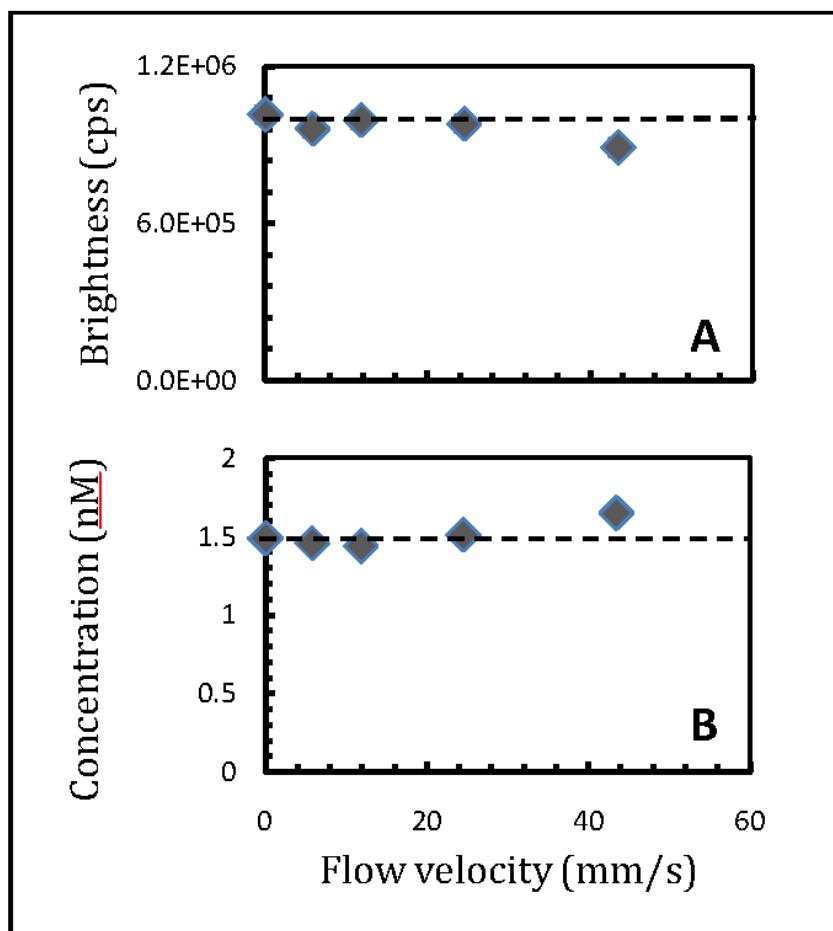 1.2E+06
6.0E+05
0.0E+00
Brightness (cps)
A
2
1.5
1
0.5
0
Concentration (nM)
B
0 20 40 60
Flow velocity (mm/s)